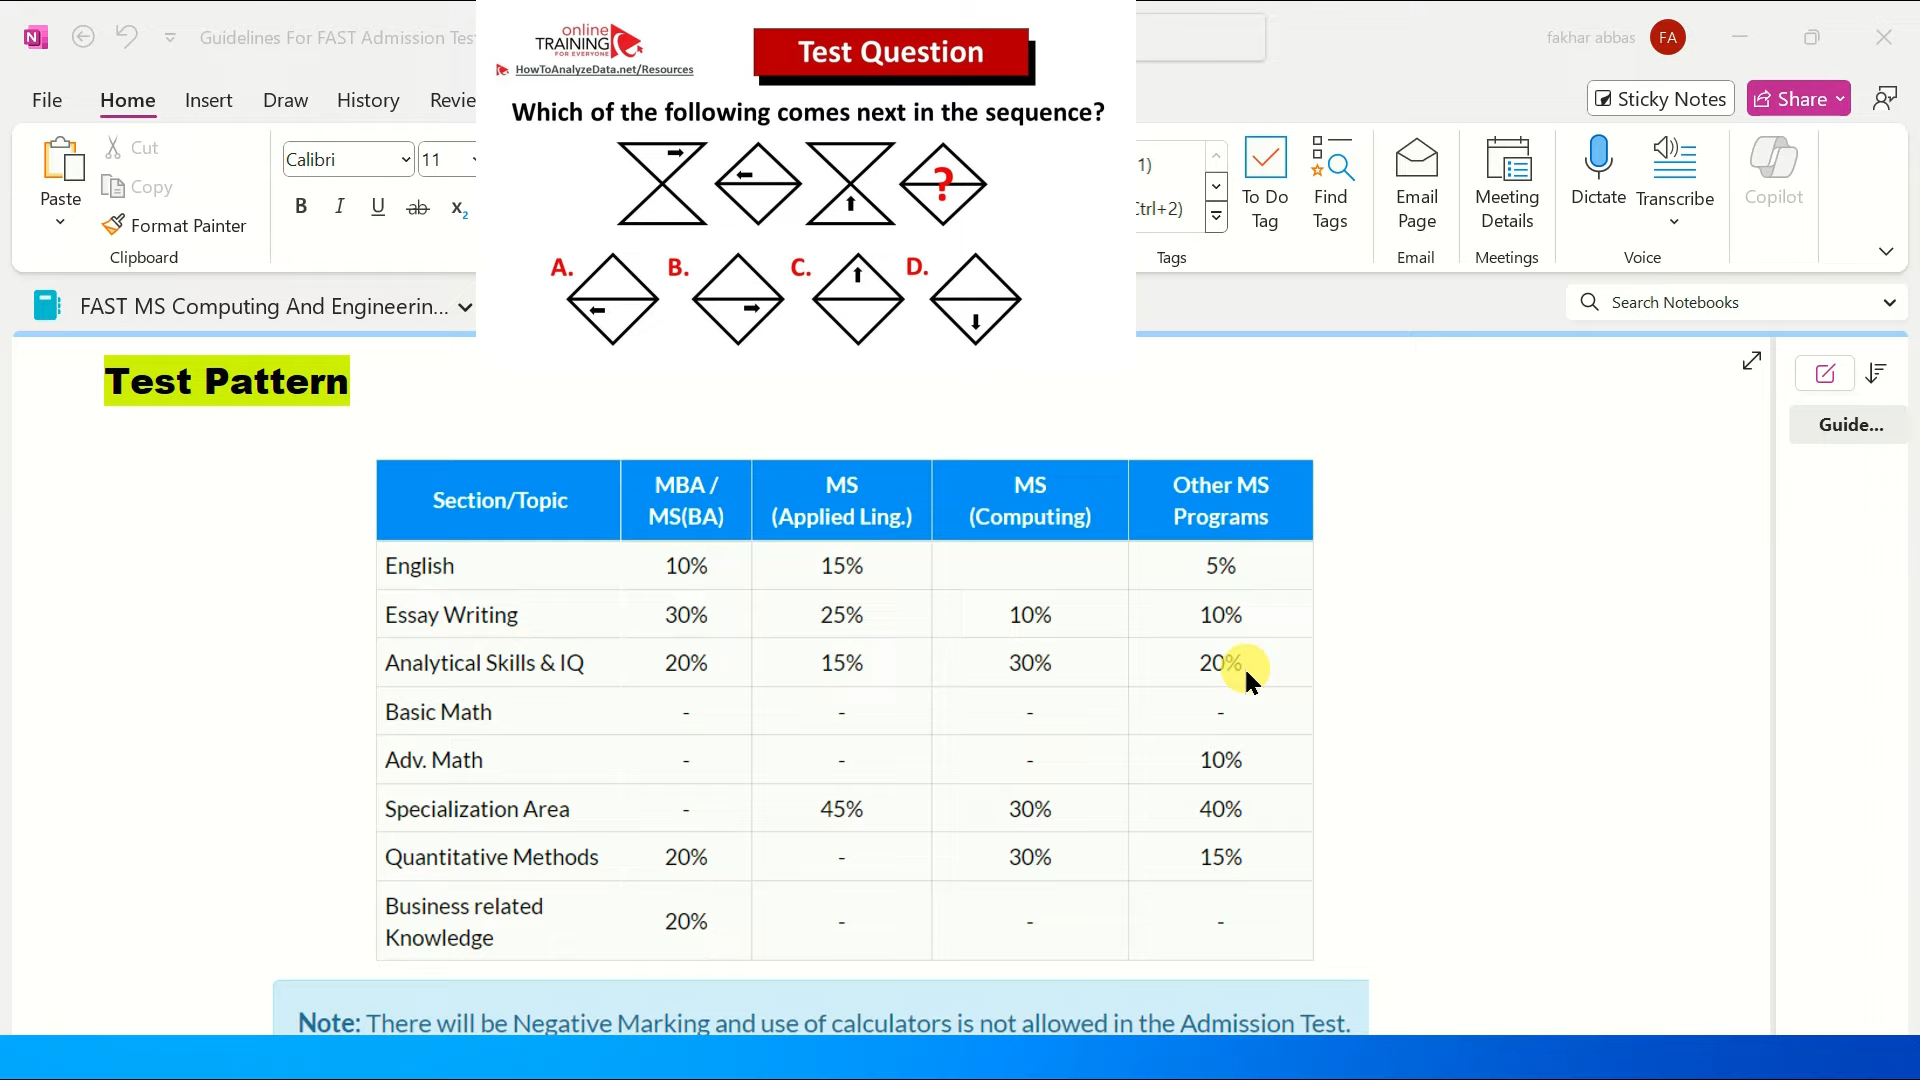 Guidelines For FAST Admission Tes
fakhar abbas
FA
File
Home
Insert
Draw
History
Revie
Sticky Notes
Share
Paste
Cut
Copy
Format Painter
Clipboard
Calibri
11
B
I
U
ab
x2
1)
Ctrl+2)
To Do
Tag
Find
Tags
Tags
Email
Page
Email
Meeting
Details
Meetings
Dictate
Transcribe
Voice
Copilot
online
TRAINING
FOR EVERYONE
HowToAnalyzeData.net/Resources
Test Question
Which of the following comes next in the sequence?
?
A.
B.
C.
D.
FAST MS Computing And Engineerin...
Search Notebooks
Guide...
Test Pattern
Section/Topic
MBA /
MS(BA)
MS
(Applied Ling.)
MS
(Computing)
Other MS
Programs
English 10% 15% 5%
Essay Writing 30% 25% 10% 10%
Analytical Skills & IQ 20% 15% 30% 20%
Basic Math - - - -
Adv. Math - - - 10%
Specialization Area - 45% 30% 40%
Quantitative Methods 20% - 30% 15%
Business related
Knowledge
20% - - -
Note: There will be Negative Marking and use of calculators is not allowed in the Admission Test.